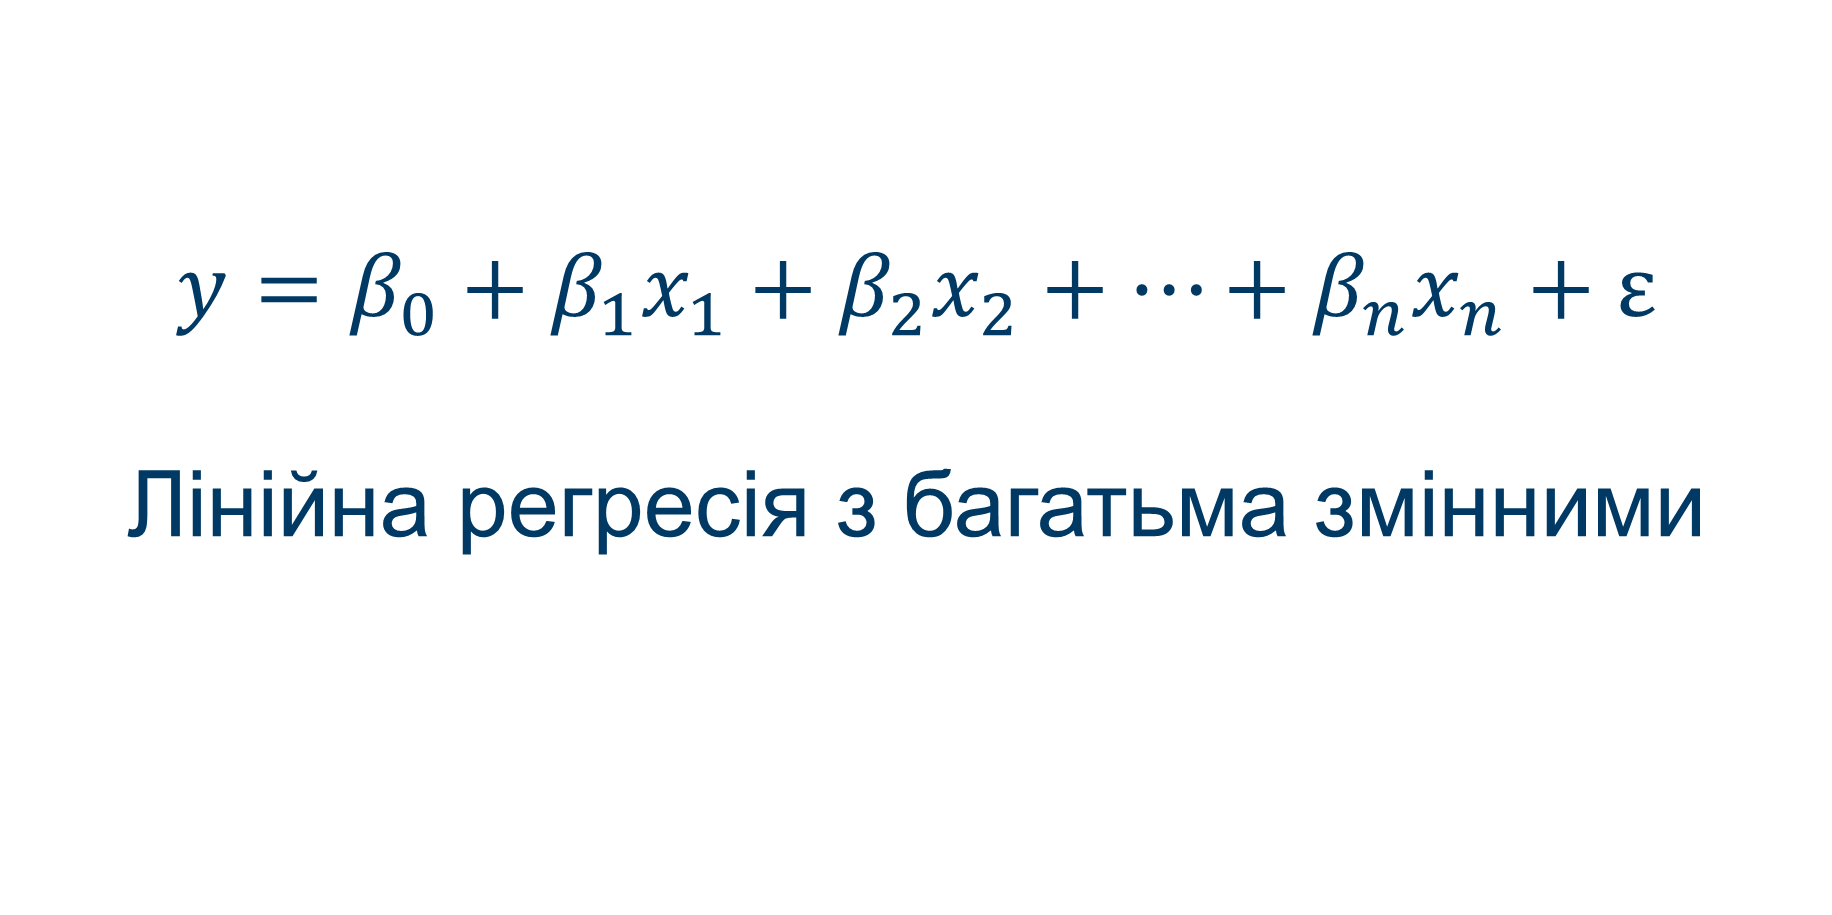 y = β₀ + β₁x₁ + β₂x₂ + ⋯ + βₙxₙ + ε
Лінійна регресія з багатьма змінними